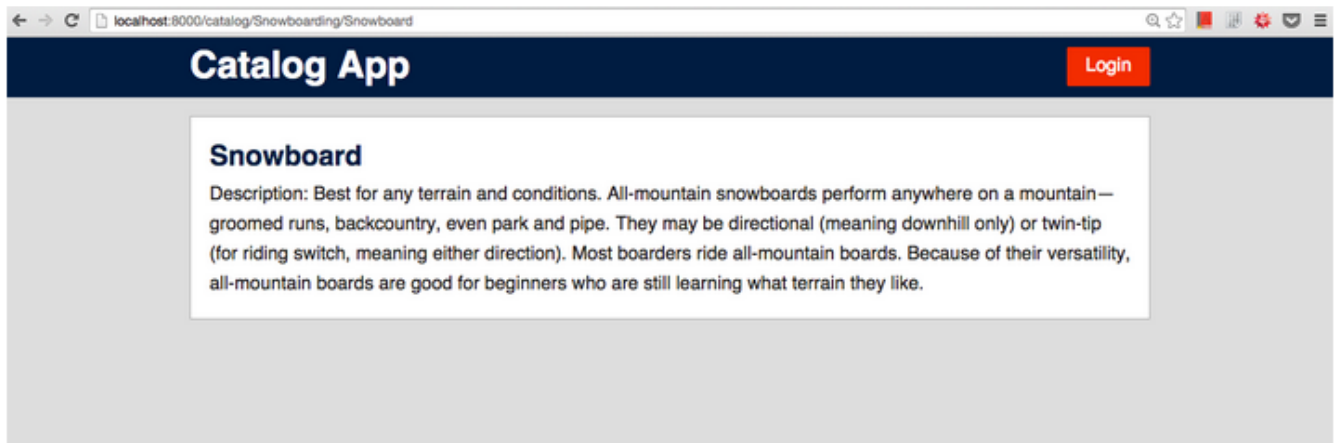 localhost:8000/catalog/Snowboarding/Snowboard
Catalog App
Login
Snowboard
Description: Best for any terrain and conditions. All-mountain snowboards perform anywhere on a mountain—
groomed runs, backcountry, even park and pipe. They may be directional (meaning downhill only) or twin-tip
(for riding switch, meaning either direction). Most boarders ride all-mountain boards. Because of their versatility,
all-mountain boards are good for beginners who are still learning what terrain they like.